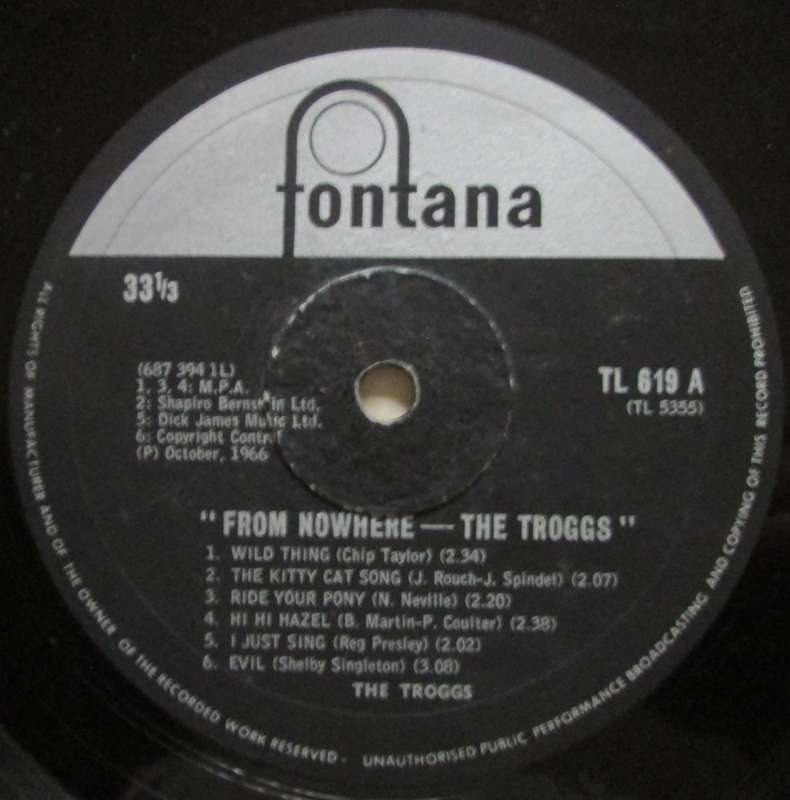 fontana
33 1/3
(687 394 1L)
1, 3, 4: M.P.A.
2: Shapiro Bernstein Ltd.
5: Dick James Music Ltd.
6: Copyright Control
(P) October, 1966
TL 619 A
(TL 5355)
"FROM NOWHERE — THE TROGGS"
1. WILD THING (Chip Taylor) (2.34)
2. THE KITTY CAT SONG (J. Rouch-J. Spindel) (2.07)
3. RIDE YOUR PONY (N. Neville) (2.20)
4. HI HI HAZEL (B. Martin-P. Coulter) (2.38)
5. I JUST SING (Reg Presley) (2.02)
6. EVIL (Shelby Singleton) (3.08)
THE TROGGS
ALL RIGHTS OF MANUFACTURER AND OF THE OWNER OF THE RECORDED WORK RESERVED - UNAUTHORISED PUBLIC PERFORMANCE BROADCASTING AND COPYING OF THIS RECORD PROHIBITED